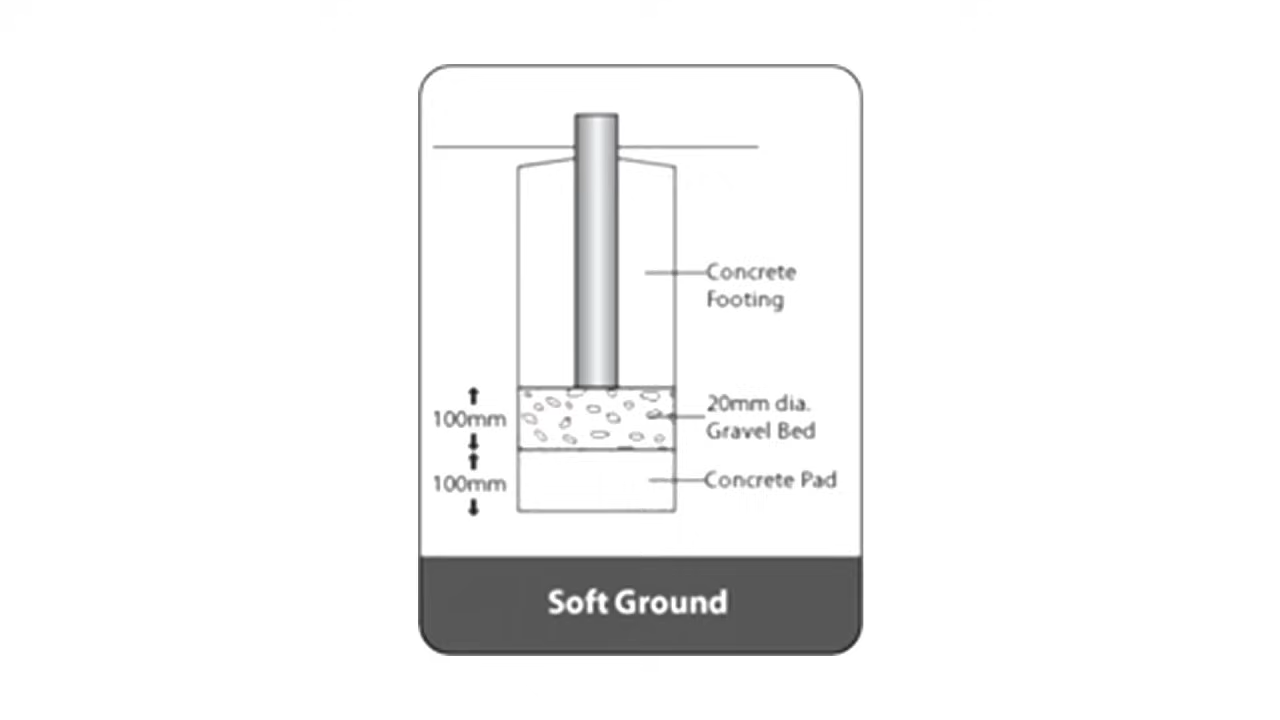 Concrete
Footing
100mm
20mm dia.
Gravel Bed
100mm
Concrete Pad
Soft Ground